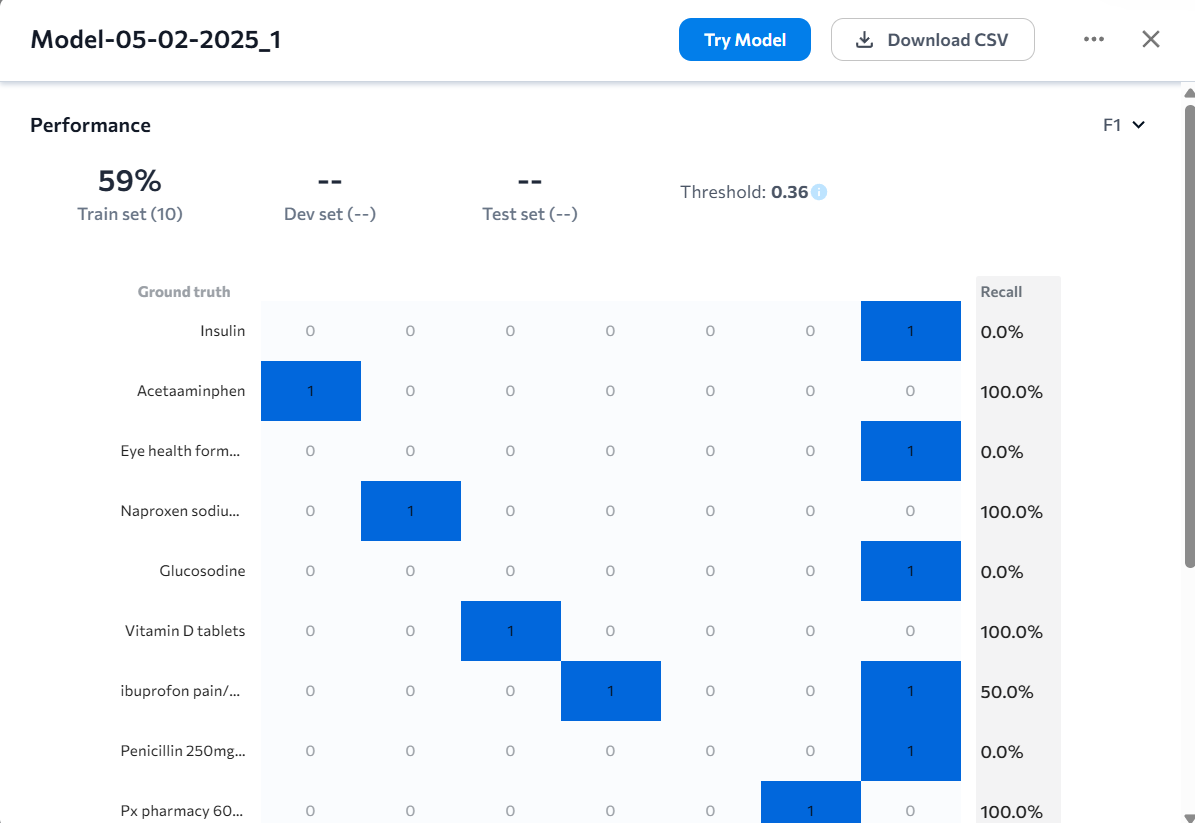 Model-05-02-2025_1
Try Model
Download CSV
Performance
F1
59%
--
--
Train set (10)
Dev set (--)
Test set (--)
Threshold: 0.36
Ground truth
Recall
Insulin 0 0 0 0 0 0 1 0.0%
Acetaaminphen 1 0 0 0 0 0 0 100.0%
Eye health form... 0 0 0 0 0 0 1 0.0%
Naproxen sodiu... 0 1 0 0 0 0 0 100.0%
Glucosodine 0 0 0 0 0 0 1 0.0%
Vitamin D tablets 0 0 1 0 0 0 0 100.0%
ibuprofon pain/... 0 0 0 1 0 0 1 50.0%
Penicillin 250mg... 0 0 0 0 0 0 1 0.0%
Px pharmacy 60... 0 0 0 0 0 1 0 100.0%